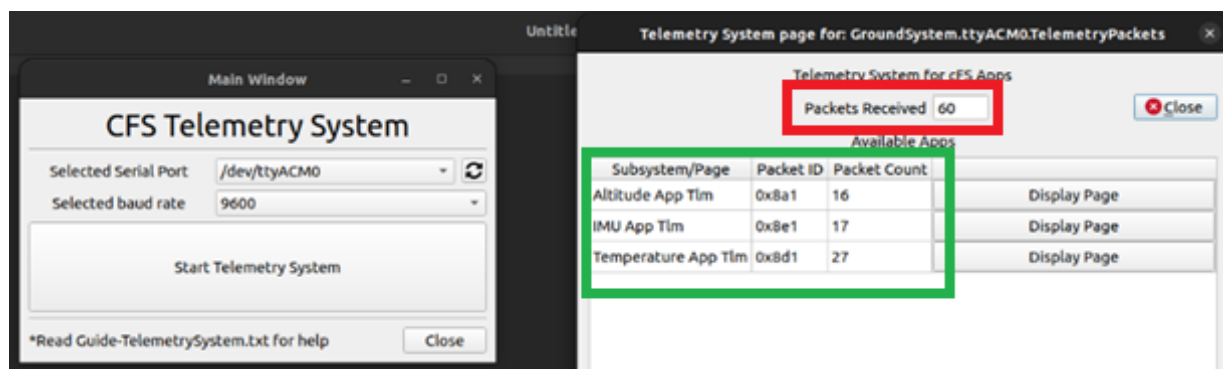 Untitle
Main Window
CFS Telemetry System
Selected Serial Port /dev/ttyACM0
Selected baud rate 9600
Start Telemetry System
*Read Guide-TelemetrySystem.txt for help Close
Telemetry System page for: GroundSystem.ttyACM0.TelemetryPackets
Telemetry System for cFS Apps
Packets Received 60 Close
Available Apps
Subsystem/Page Packet ID Packet Count
Altitude App Tlm 0x8a1 16 Display Page
IMU App Tlm 0x8e1 17 Display Page
Temperature App Tlm 0x8d1 27 Display Page